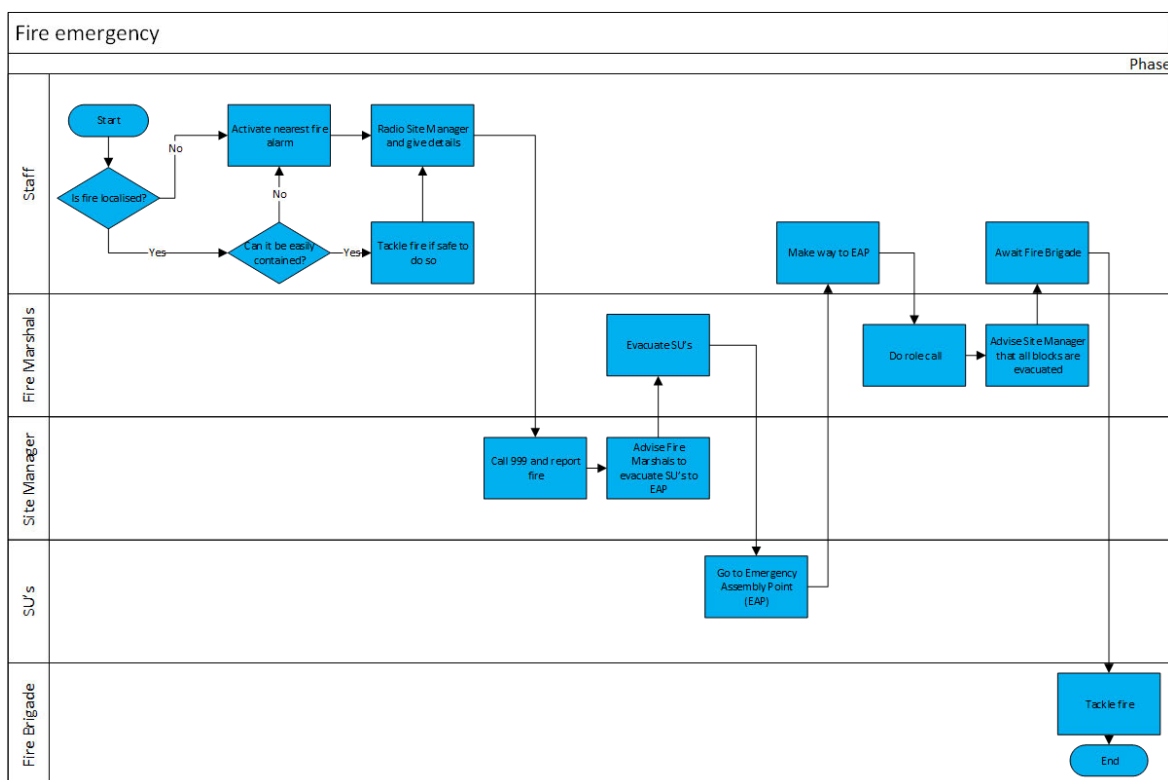 Fire emergency
Phase
Staff
Start
Activate nearest fire
alarm
Radio Site Manager
and give details
No
Is fire localised?
No
Yes
Can it be easily
contained?
Yes
Tackle fire if safe to
do so
Make way to EAP
Await Fire Brigade
Fire Marshals
Evacuate SU's
Do role call
Advise Site Manager
that all blocks are
evacuated
Site Manager
Call 999 and report
fire
Advise Fire
Marshals to
evacuate SU's to
EAP
SU's
Go to Emergency
Assembly Point
(EAP)
Fire Brigade
Tackle fire
End